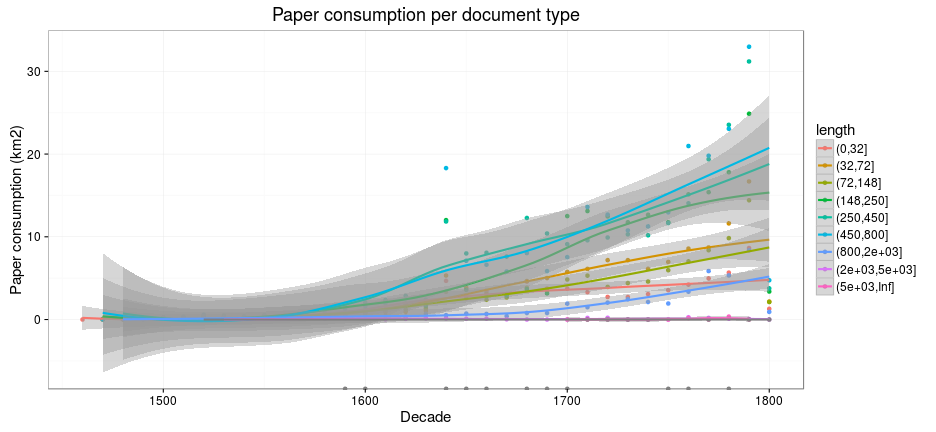 Paper consumption per document type
Paper consumption (km2)
30
20
10
0
1500
1600
1700
1800
Decade
length
(0,32]
(32,72]
(72,148]
(148,250]
(250,450]
(450,800]
(800,2e+03]
(2e+03,5e+03]
(5e+03,Inf]